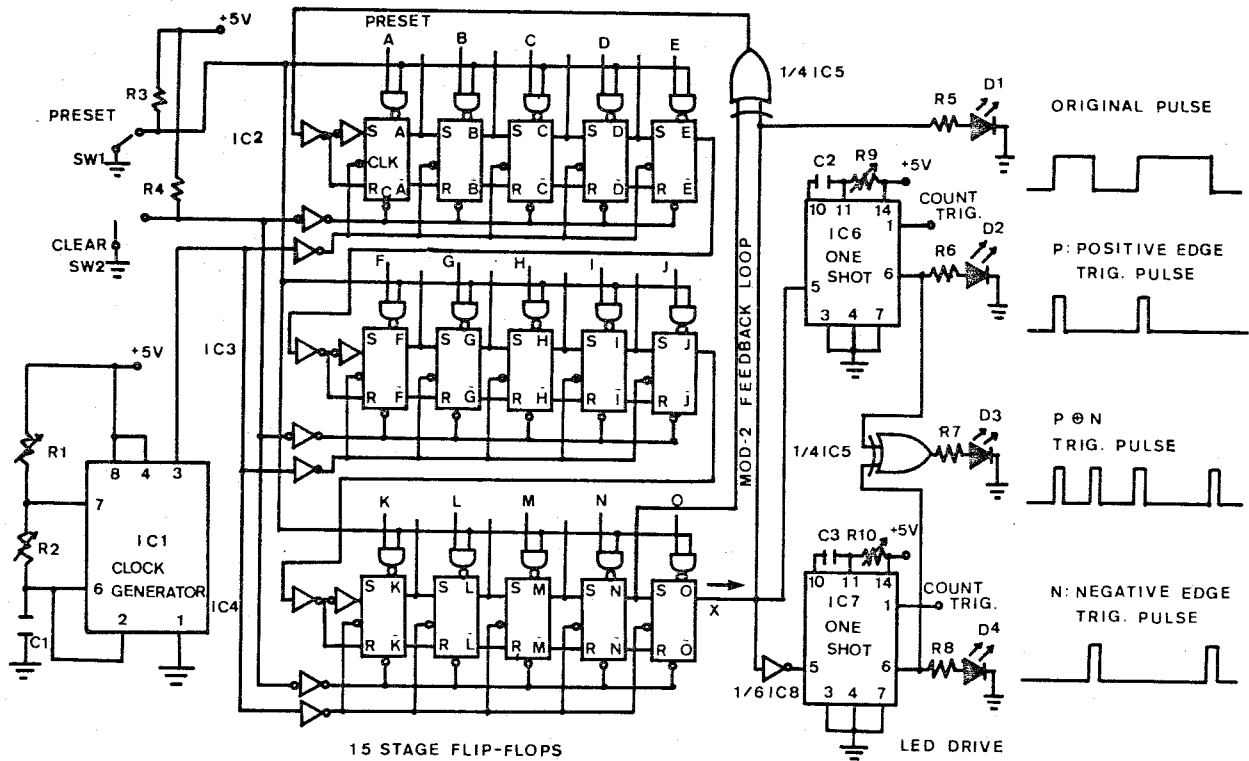 +5V
PRESET
A B C D E
R3
PRESET
SW1
R4
CLEAR
SW2
IC2
S A
CLK
R C Ā
S B
R B̄
S C
R C̄
S D
R D̄
S E
R Ē
1/4 IC5
R5 D1
ORIGINAL PULSE
C2 R9 +5V
10 11 14
COUNT
TRIG.
1
IC6
ONE
SHOT
5 6
3 4 7
R6 D2
P: POSITIVE EDGE
TRIG. PULSE
MOD-2 FEEDBACK LOOP
F G H I J
IC3
S F
R F̄
S G
R Ḡ
S H
R H̄
S I
R Ī
S J
R J̄
+5V
R1
R2
C1
8 4 3
7
IC1
CLOCK
GENERATOR
6
2 1
1/4IC5
R7 D3
P ⊕ N
TRIG. PULSE
K L M N O
IC4
S K
R K̄
S L
R L̄
S M
R M̄
S N
R N̄
S O
R Ō
X
C3 R10 +5V
10 11 14
IC7
ONE
SHOT
1
COUNT
TRIG.
5 6
3 4 7
1/6IC8
R8 D4
N: NEGATIVE EDGE
TRIG. PULSE
15 STAGE FLIP-FLOPS
LED DRIVE